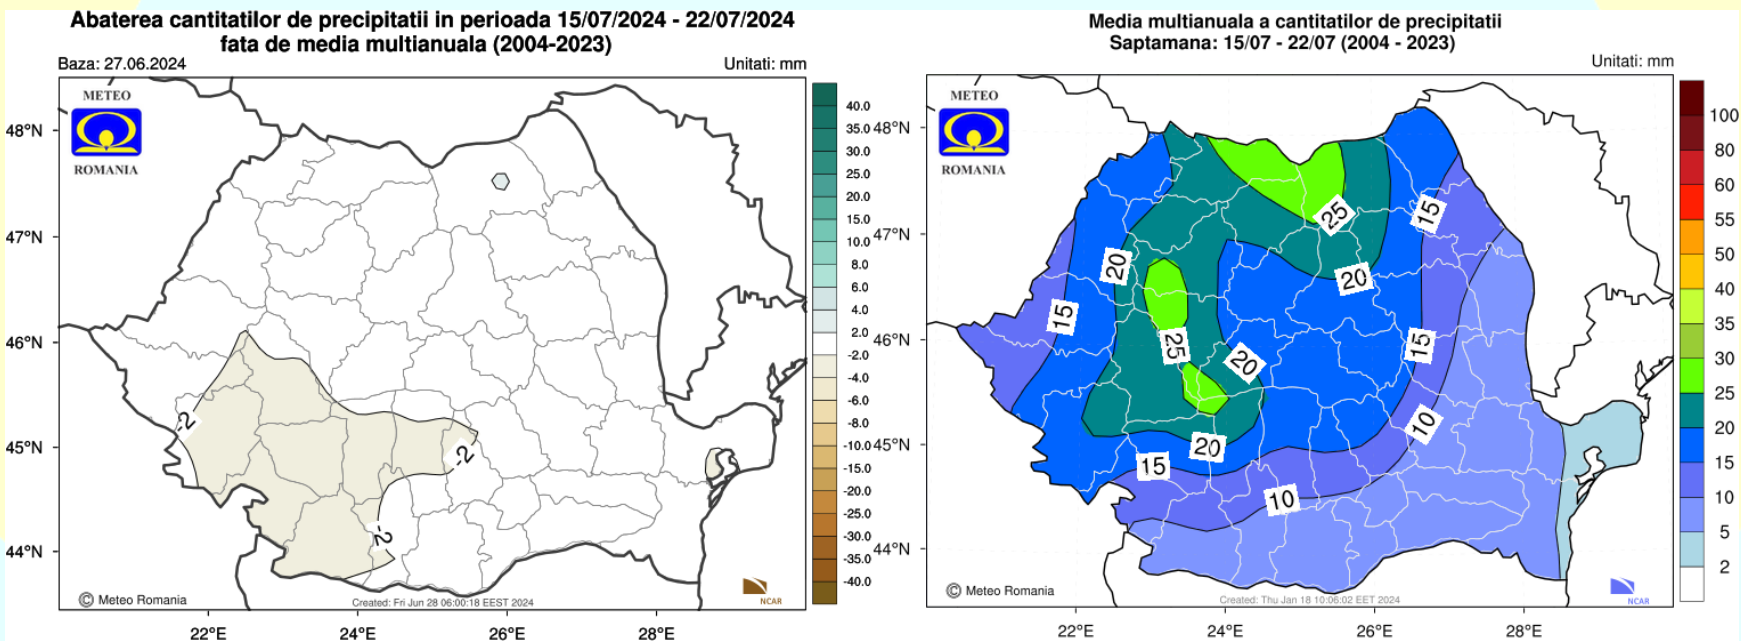 Abaterea cantitatilor de precipitatii in perioada 15/07/2024 - 22/07/2024
fata de media multianuala (2004-2023)
Baza: 27.06.2024
Unitati: mm
METEO
ROMANIA
48°N
47°N
46°N
45°N
44°N
-2
-2
-2
40.0
35.0
30.0
25.0
20.0
15.0
10.0
8.0
6.0
4.0
2.0
-2.0
-4.0
-6.0
-8.0
-10.0
-15.0
-20.0
-25.0
-30.0
-35.0
-40.0
© Meteo Romania
Created: Fri Jun 28 06:00:18 EEST 2024
NCAR
22°E
24°E
26°E
28°E
Media multianuala a cantitatilor de precipitatii
Saptamana: 15/07 - 22/07 (2004 - 2023)
Unitati: mm
METEO
ROMANIA
48°N
47°N
46°N
45°N
44°N
25
15
20
20
15
25
20
15
10
20
15
10
100
80
60
55
50
40
35
30
25
20
15
10
5
2
© Meteo Romania
Created: Thu Jan 18 10:06:02 EET 2024
NCAR
22°E
24°E
26°E
28°E